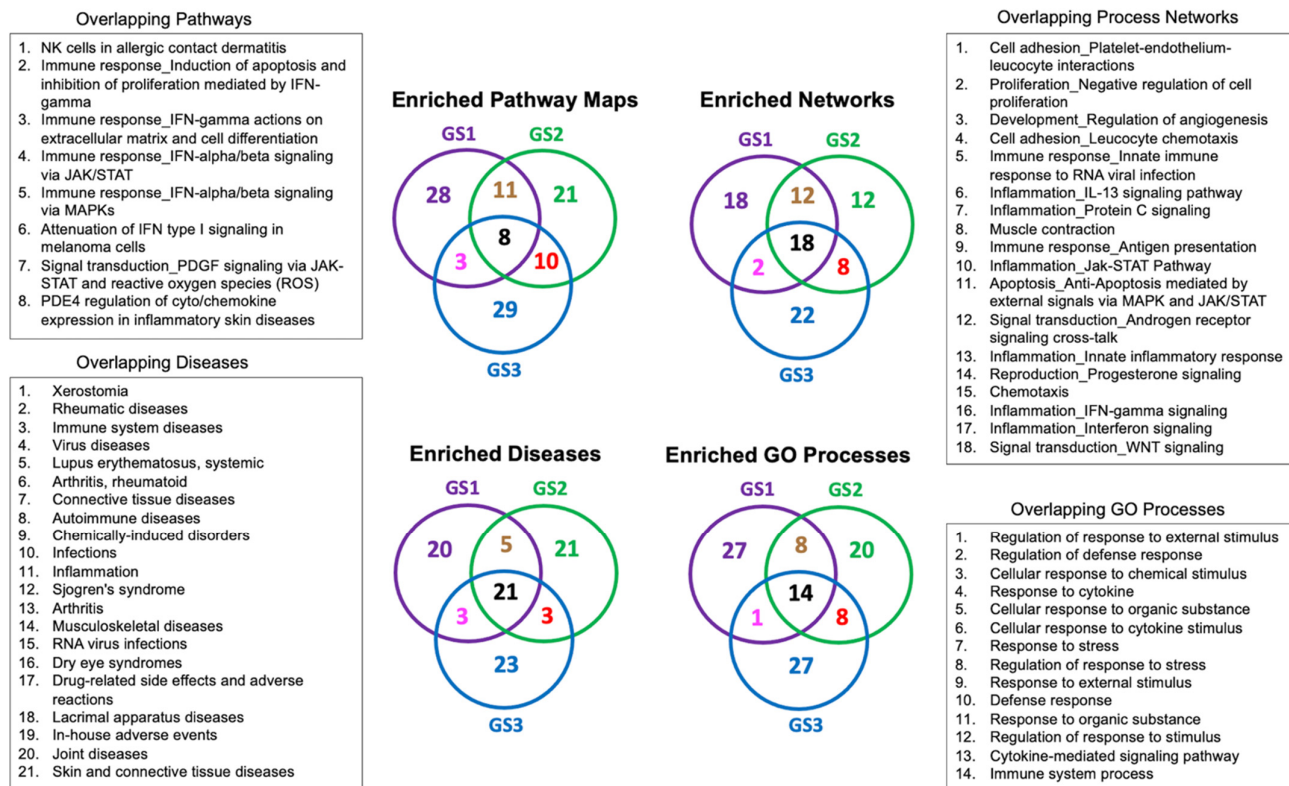 Overlapping Pathways
1. NK cells in allergic contact dermatitis
2. Immune response_Induction of apoptosis and
inhibition of proliferation mediated by IFN-
gamma
3. Immune response_IFN-gamma actions on
extracellular matrix and cell differentiation
4. Immune response_IFN-alpha/beta signaling
via JAK/STAT
5. Immune response_IFN-alpha/beta signaling
via MAPKs
6. Attenuation of IFN type I signaling in
melanoma cells
7. Signal transduction_PDGF signaling via JAK-
STAT and reactive oxygen species (ROS)
8. PDE4 regulation of cyto/chemokine
expression in inflammatory skin diseases
Enriched Pathway Maps
GS1
GS2
28
11
21
8
3
10
29
GS3
Enriched Networks
GS1
GS2
18
12
12
18
2
8
22
GS3
Overlapping Process Networks
1. Cell adhesion_Platelet-endothelium-
leucocyte interactions
2. Proliferation_Negative regulation of cell
proliferation
3. Development_Regulation of angiogenesis
4. Cell adhesion_Leucocyte chemotaxis
5. Immune response_Innate immune
response to RNA viral infection
6. Inflammation_IL-13 signaling pathway
7. Inflammation_Protein C signaling
8. Muscle contraction
9. Immune response_Antigen presentation
10. Inflammation_Jak-STAT Pathway
11. Apoptosis_Anti-Apoptosis mediated by
external signals via MAPK and JAK/STAT
12. Signal transduction_Androgen receptor
signaling cross-talk
13. Inflammation_Innate inflammatory response
14. Reproduction_Progesterone signaling
15. Chemotaxis
16. Inflammation_IFN-gamma signaling
17. Inflammation_Interferon signaling
18. Signal transduction_WNT signaling
Overlapping Diseases
1. Xerostomia
2. Rheumatic diseases
3. Immune system diseases
4. Virus diseases
5. Lupus erythematosus, systemic
6. Arthritis, rheumatoid
7. Connective tissue diseases
8. Autoimmune diseases
9. Chemically-induced disorders
10. Infections
11. Inflammation
12. Sjogren's syndrome
13. Arthritis
14. Musculoskeletal diseases
15. RNA virus infections
16. Dry eye syndromes
17. Drug-related side effects and adverse
reactions
18. Lacrimal apparatus diseases
19. In-house adverse events
20. Joint diseases
21. Skin and connective tissue diseases
Enriched Diseases
GS1
GS2
20
5
21
21
3
3
23
GS3
Enriched GO Processes
GS1
GS2
27
8
20
14
1
8
27
GS3
Overlapping GO Processes
1. Regulation of response to external stimulus
2. Regulation of defense response
3. Cellular response to chemical stimulus
4. Response to cytokine
5. Cellular response to organic substance
6. Cellular response to cytokine stimulus
7. Response to stress
8. Regulation of response to stress
9. Response to external stimulus
10. Defense response
11. Response to organic substance
12. Regulation of response to stimulus
13. Cytokine-mediated signaling pathway
14. Immune system process